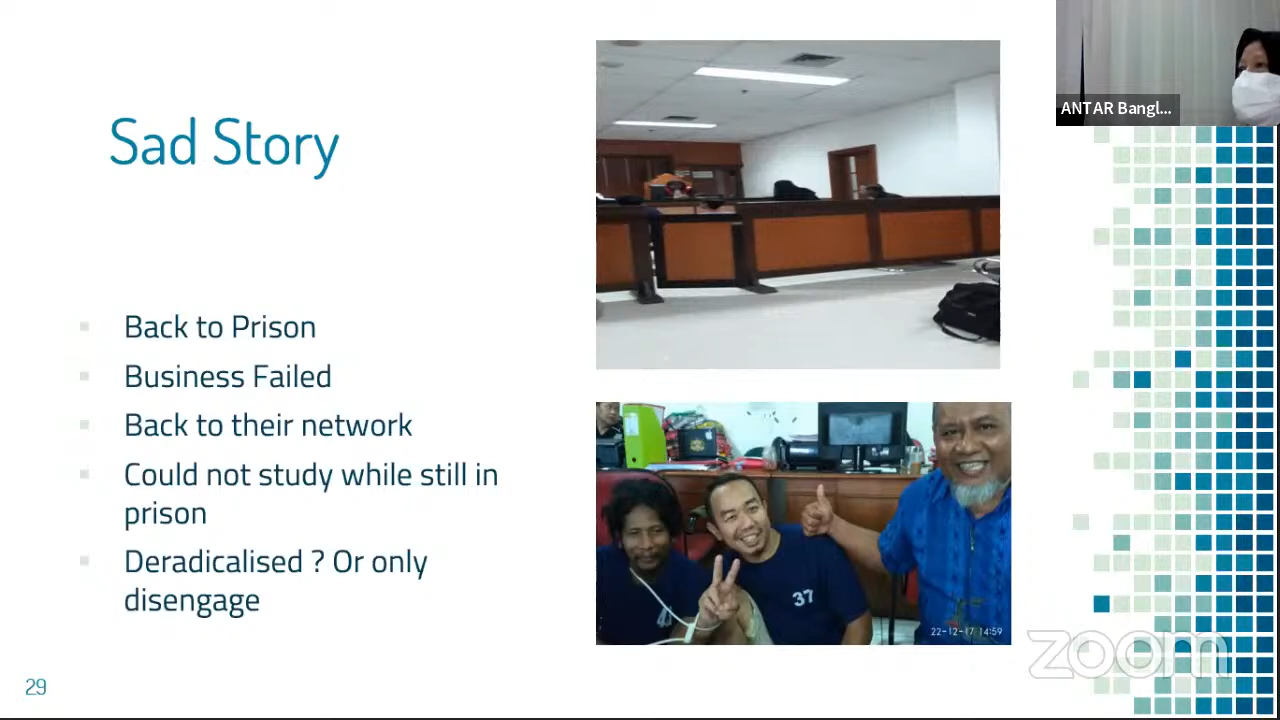 ANTAR Bangl...
Sad Story
Back to Prison
Business Failed
Back to their network
Could not study while still in
prison
Deradicalised ? Or only
disengage
37
22-12-17 14:59
zoom
29